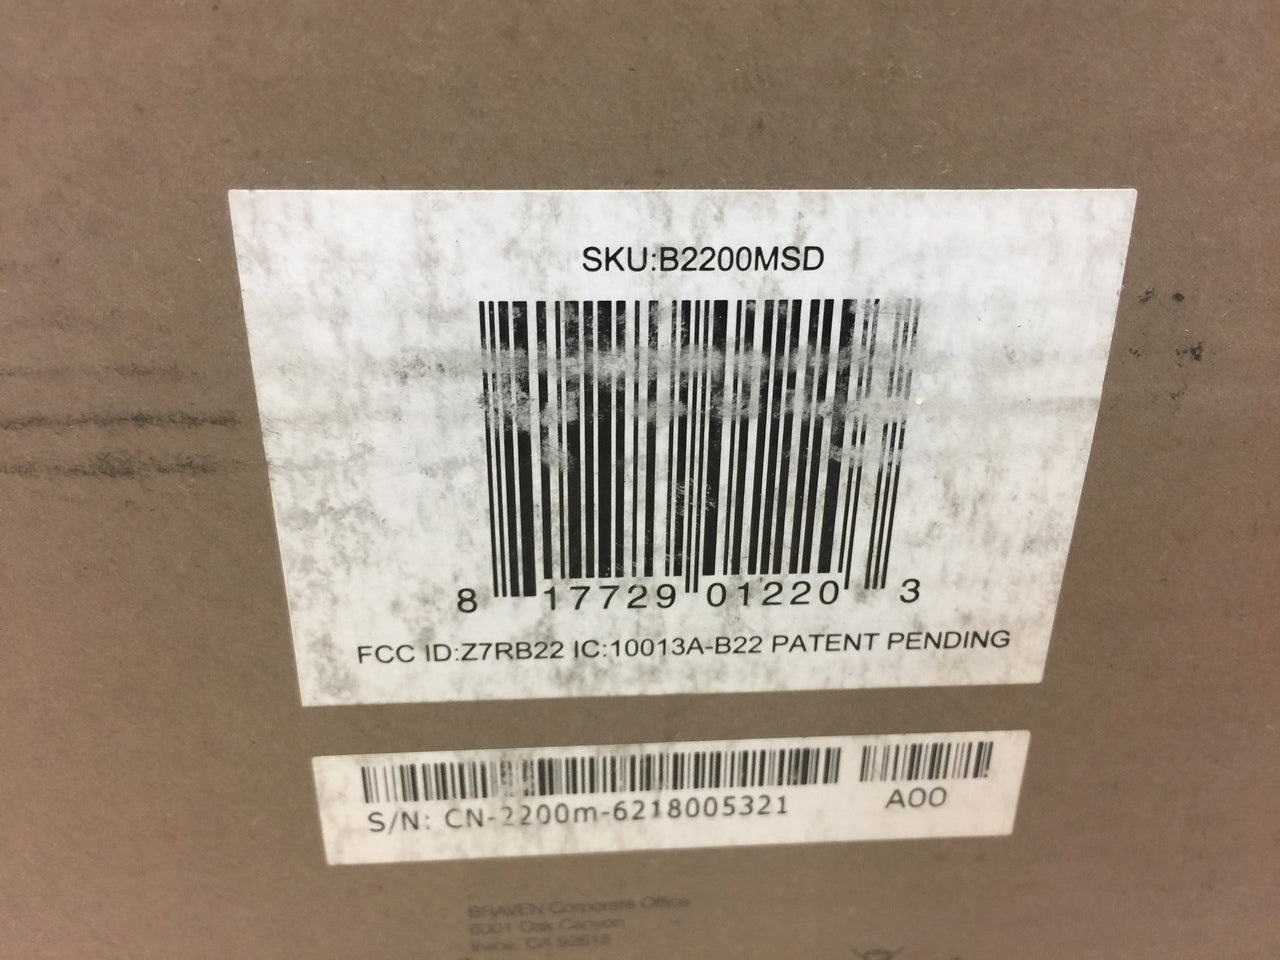 SKU:B2200MSD
8 17729 01220 3
FCC ID:Z7RB22 IC:10013A-B22 PATENT PENDING
S/N: CN-2200m-6218005321 A00
BRAVEN Corporate Office
6001 Oak Canyon
Irvine, CA 92618